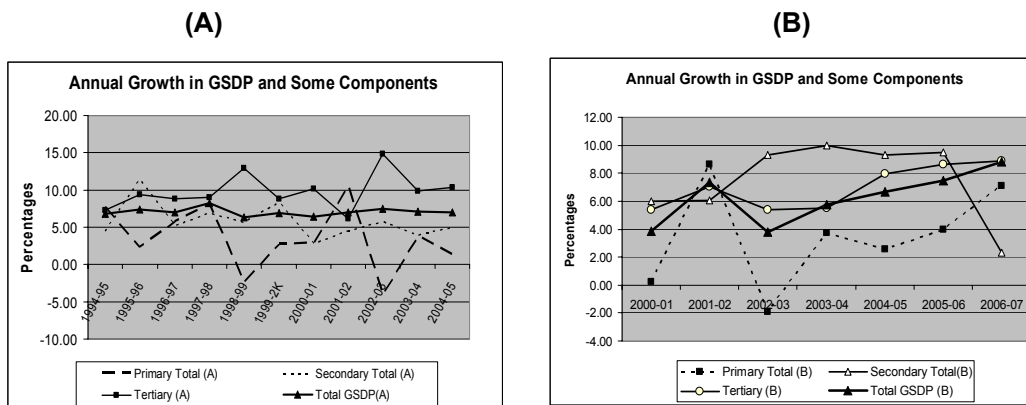 (A)
(B)
Annual Growth in GSDP and Some Components
20.00
15.00
10.00
5.00
0.00
-5.00
-10.00
Percentages
1994-95
1995-96
1996-97
1997-98
1998-99
1999-2K
2000-01
2001-02
2002-03
2003-04
2004-05
Primary Total (A)
Secondary Total (A)
Tertiary (A)
Total GSDP(A)
Annual Growth in GSDP and Some Components
12.00
10.00
8.00
6.00
4.00
2.00
0.00
-2.00
-4.00
Percentages
2000-01
2001-02
2002-03
2003-04
2004-05
2005-06
2006-07
Primary Total (B)
Secondary Total(B)
Tertiary (B)
Total GSDP (B)